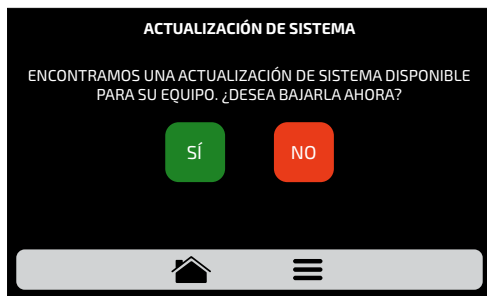 ACTUALIZACIÓN DE SISTEMA
ENCONTRAMOS UNA ACTUALIZACIÓN DE SISTEMA DISPONIBLE
PARA SU EQUIPO. ¿DESEA BAJARLA AHORA?
SÍ
NO